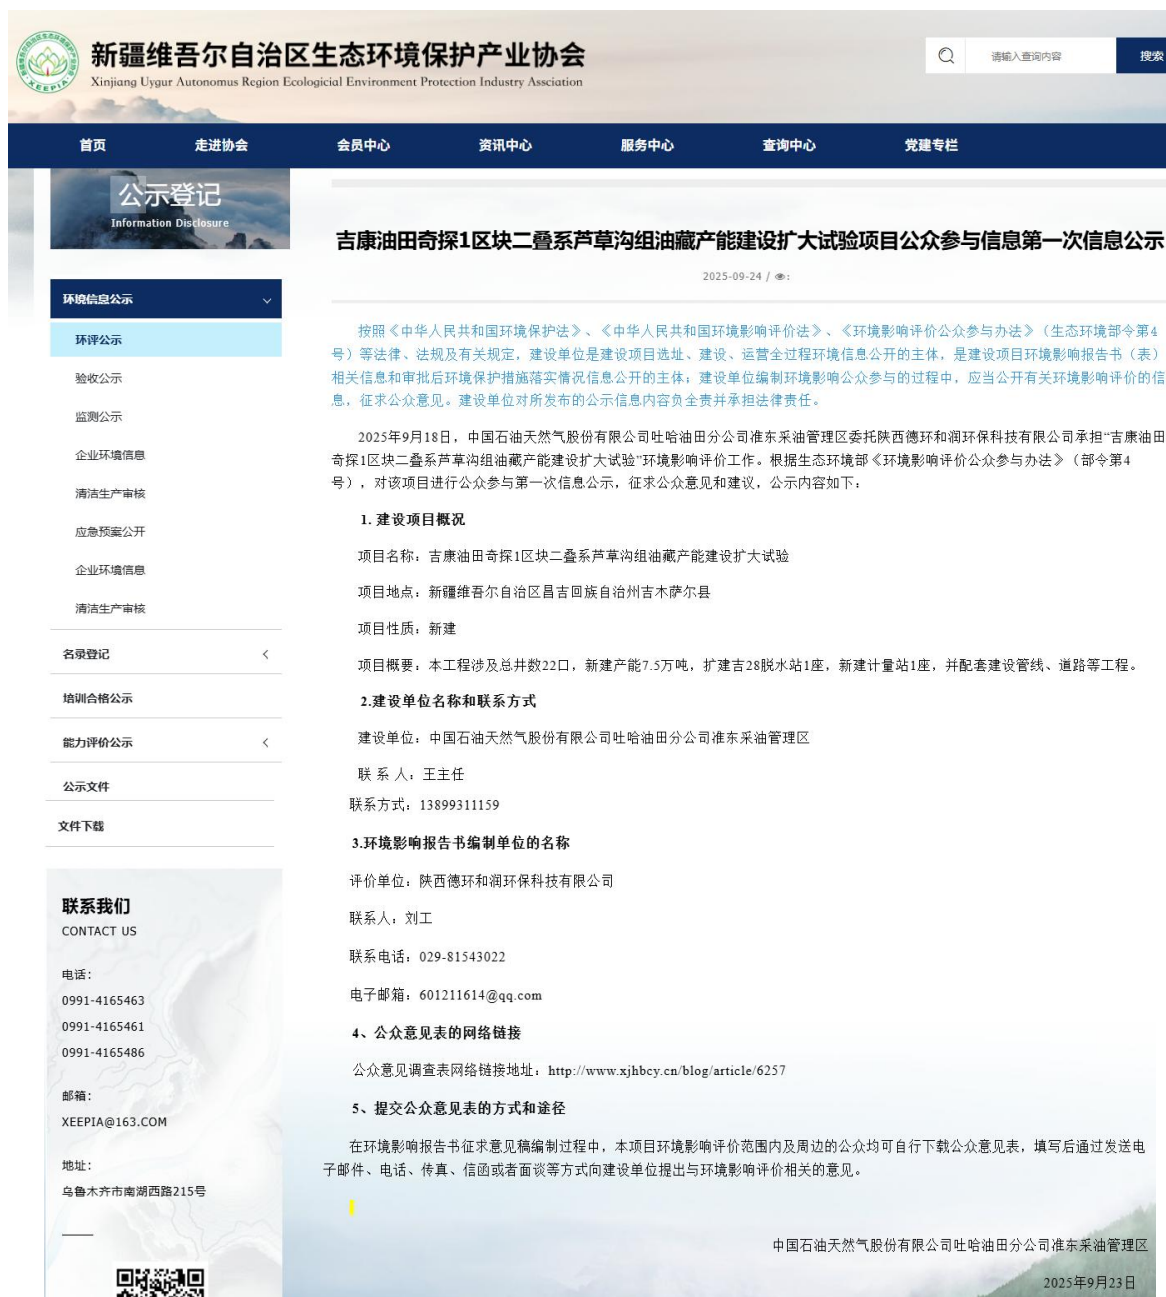 新疆维吾尔自治区生态环境保护产业协会
Xinjiang Uygur Autonomus Region Ecologicial Environment Protection Industry Assciation
XEEPIA
请输入查询内容
搜索
首页 走进协会 会员中心 资讯中心 服务中心 查询中心 党建专栏
公示登记
Information Disclosure
环境信息公示
环评公示
验收公示
监测公示
企业环境信息
清洁生产审核
应急预案公开
企业环境信息
清洁生产审核
名录登记
培训合格公示
能力评价公示
公示文件
文件下载
联系我们
CONTACT US
电话：
0991-4165463
0991-4165461
0991-4165486
邮箱：
XEEPIA@163.COM
地址：
乌鲁木齐市南湖西路215号
吉康油田奇探1区块二叠系芦草沟组油藏产能建设扩大试验项目公众参与信息第一次信息公示
2025-09-24 / :
按照《中华人民共和国环境保护法》、《中华人民共和国环境影响评价法》、《环境影响评价公众参与办法》（生态环境部令第4
号）等法律、法规及有关规定，建设单位是建设项目选址、建设、运营全过程环境信息公开的主体，是建设项目环境影响报告书（表）
相关信息和审批后环境保护措施落实情况信息公开的主体；建设单位编制环境影响公众参与的过程中，应当公开有关环境影响评价的信
息，征求公众意见。建设单位对所发布的公示信息内容负全责并承担法律责任。
2025年9月18日，中国石油天然气股份有限公司吐哈油田分公司准东采油管理区委托陕西德环和润环保科技有限公司承担“吉康油田
奇探1区块二叠系芦草沟组油藏产能建设扩大试验”环境影响评价工作。根据生态环境部《环境影响评价公众参与办法》（部令第4
号），对该项目进行公众参与第一次信息公示，征求公众意见和建议，公示内容如下：
1. 建设项目概况
项目名称：吉康油田奇探1区块二叠系芦草沟组油藏产能建设扩大试验
项目地点：新疆维吾尔自治区昌吉回族自治州吉木萨尔县
项目性质：新建
项目概要：本工程涉及总井数22口，新建产能7.5万吨，扩建吉28脱水站1座，新建计量站1座，并配套建设管线、道路等工程。
2.建设单位名称和联系方式
建设单位：中国石油天然气股份有限公司吐哈油田分公司准东采油管理区
联 系 人：王主任
联系方式：13899311159
3.环境影响报告书编制单位的名称
评价单位：陕西德环和润环保科技有限公司
联系人：刘工
联系电话：029-81543022
电子邮箱：601211614@qq.com
4、公众意见表的网络链接
公众意见调查表网络链接地址：http://www.xjhbcy.cn/blog/article/6257
5、提交公众意见表的方式和途径
在环境影响报告书征求意见稿编制过程中，本项目环境影响评价范围内及周边的公众均可自行下载公众意见表，填写后通过发送电
子邮件、电话、传真、信函或者面谈等方式向建设单位提出与环境影响评价相关的意见。
中国石油天然气股份有限公司吐哈油田分公司准东采油管理区
2025年9月23日